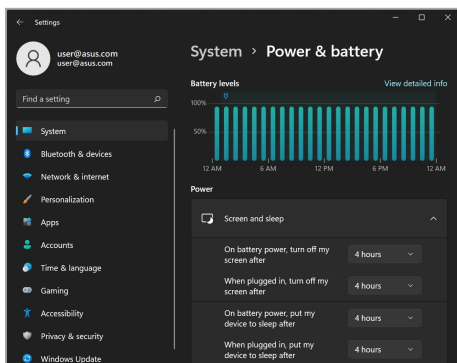 Settings
user@asus.com
user@asus.com
Find a setting
System
Bluetooth & devices
Network & internet
Personalization
Apps
Accounts
Time & language
Gaming
Accessibility
Privacy & security
Windows Update
System > Power & battery
Battery levels View detailed info
100%
50%
12 AM 6 AM 12 PM 6 PM 12 AM
Power
Screen and sleep
On battery power, turn off my
screen after
4 hours
When plugged in, turn off my
screen after
4 hours
On battery power, put my
device to sleep after
4 hours
When plugged in, put my
device to sleep after
4 hours